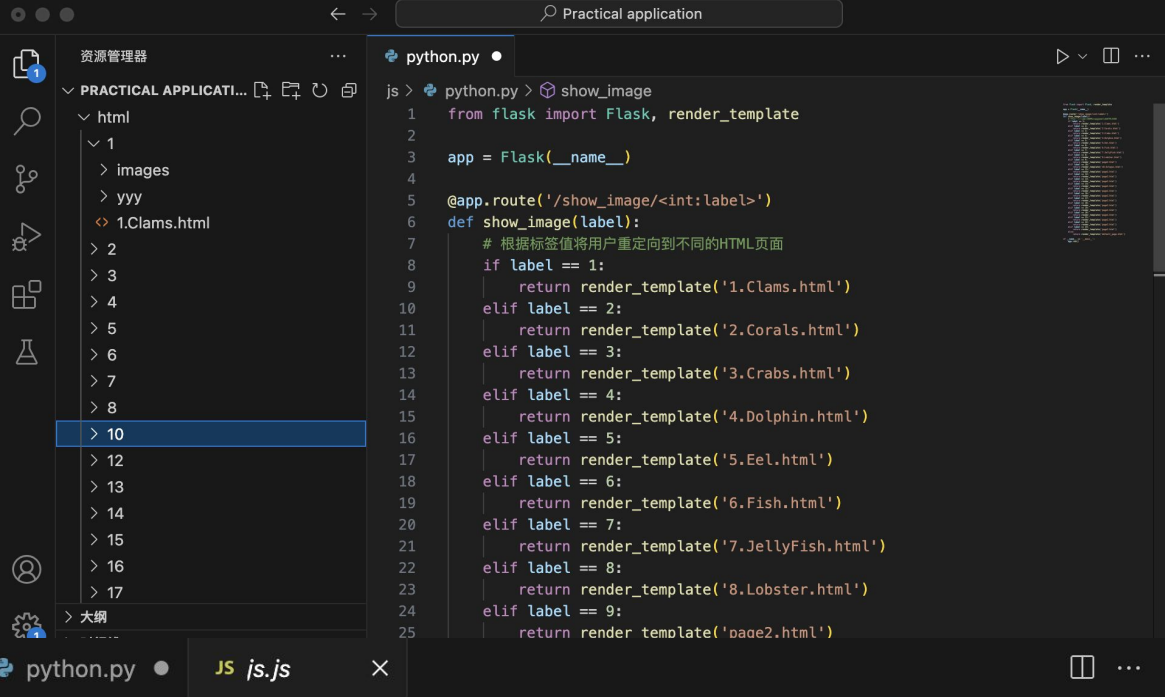 Practical application
资源管理器
python.py
PRACTICAL APPLICATI...
js > python.py > show_image
html
1
images
yyy
1.Clams.html
2
3
4
5
6
7
8
10
12
13
14
15
16
17
大纲
1 from flask import Flask, render_template
2
3 app = Flask(__name__)
4
5 @app.route('/show_image/<int:label>')
6 def show_image(label):
7 # 根据标签值将用户重定向到不同的HTML页面
8 if label == 1:
9 return render_template('1.Clams.html')
10 elif label == 2:
11 return render_template('2.Corals.html')
12 elif label == 3:
13 return render_template('3.Crabs.html')
14 elif label == 4:
15 return render_template('4.Dolphin.html')
16 elif label == 5:
17 return render_template('5.Eel.html')
18 elif label == 6:
19 return render_template('6.Fish.html')
20 elif label == 7:
21 return render_template('7.JellyFish.html')
22 elif label == 8:
23 return render_template('8.Lobster.html')
24 elif label == 9:
25 return render_template('page2.html')
1
1
python.py
JS js.js